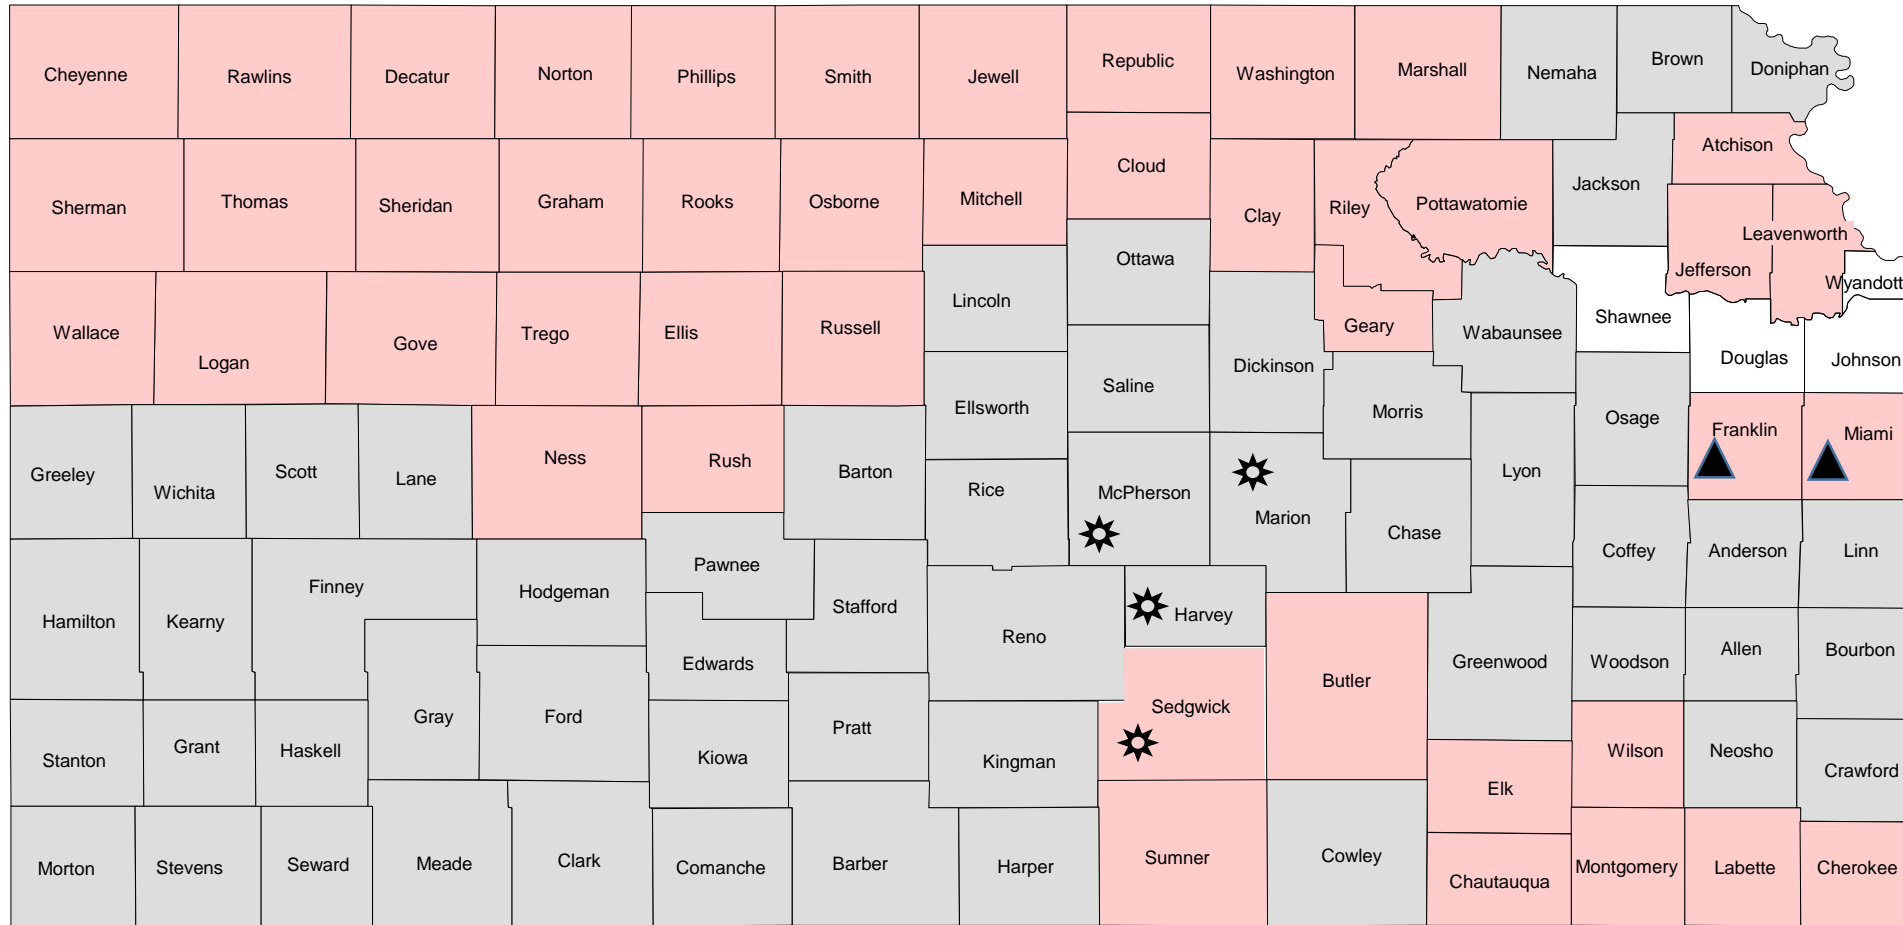 Cheyenne
Rawlins
Decatur
Norton
Phillips
Smith
Jewell
Republic
Washington
Marshall
Nemaha
Brown
Doniphan
Sherman
Thomas
Sheridan
Graham
Rooks
Osborne
Mitchell
Cloud
Clay
Riley
Pottawatomie
Jackson
Atchison
Leavenworth
Jefferson
Wyandott
Wallace
Logan
Gove
Trego
Ellis
Russell
Lincoln
Ottawa
Saline
Dickinson
Geary
Wabaunsee
Shawnee
Douglas
Johnson
Greeley
Wichita
Scott
Lane
Ness
Rush
Barton
Ellsworth
Rice
McPherson
Marion
Morris
Chase
Lyon
Osage
Franklin
Miami
Coffey
Anderson
Linn
Hamilton
Kearny
Finney
Hodgeman
Pawnee
Stafford
Edwards
Reno
Harvey
Sedgwick
Butler
Greenwood
Woodson
Allen
Bourbon
Stanton
Grant
Haskell
Gray
Ford
Kiowa
Pratt
Kingman
Elk
Wilson
Neosho
Crawford
Morton
Stevens
Seward
Meade
Clark
Comanche
Barber
Harper
Sumner
Cowley
Chautauqua
Montgomery
Labette
Cherokee